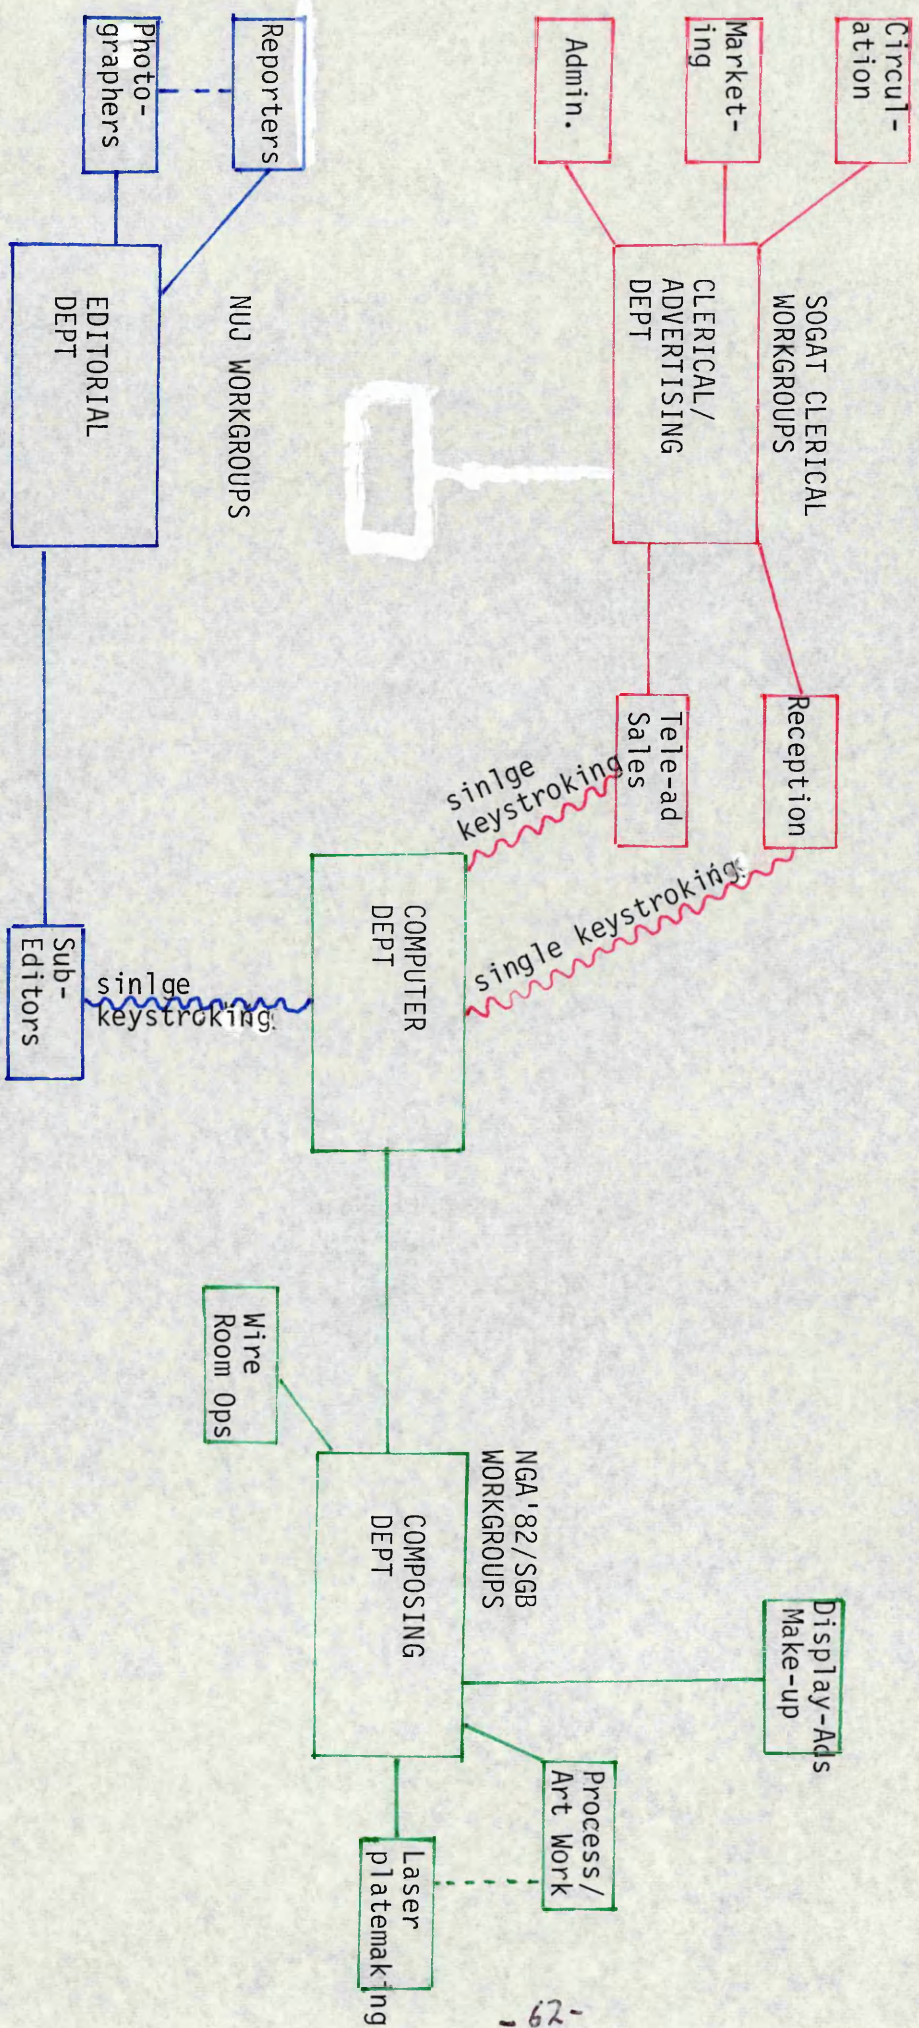 Circul-
ation
Market-
ing
Admin.
SOGAT CLERICAL
WORKGROUPS
CLERICAL/
ADVERTISING
DEPT
Reception
Tele-ad
Sales
sinlge
keystroking
single keystroking
Reporters
Photo-
graphers
NUJ WORKGROUPS
EDITORIAL
DEPT
Sub-
Editors
sinlge
keystroking
COMPUTER
DEPT
Wire
Room Ops
NGA'82/SGB
WORKGROUPS
COMPOSING
DEPT
Display-Ads
Make-up
Process/
Art Work
Laser
platemaking
-62-